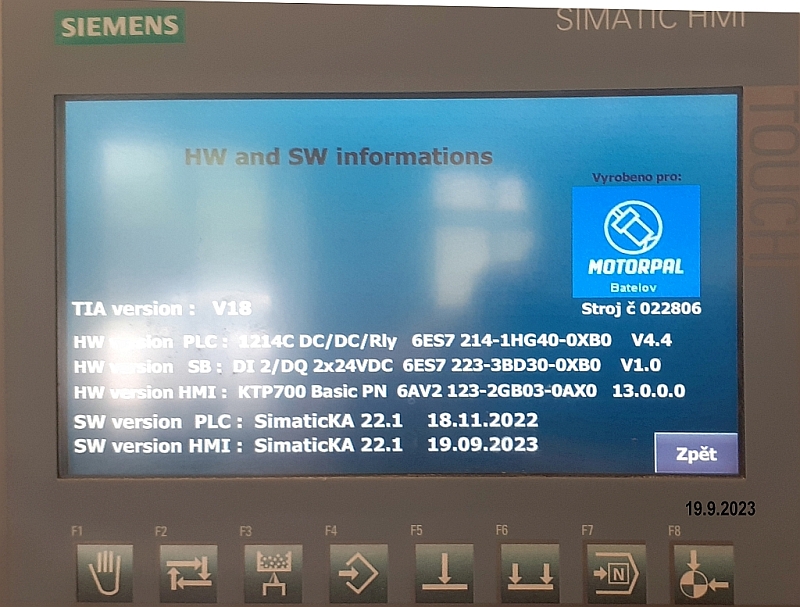 SIEMENS
SIMATIC HMI
TOUCH
HW and SW informations
Vyrobeno pro:
MOTORPAL
Batelov
TIA version : V18
Stroj č 022806
HW version PLC : 1214C DC/DC/Rly 6ES7 214-1HG40-0XB0 V4.4
HW version SB : DI 2/DQ 2x24VDC 6ES7 223-3BD30-0XB0 V1.0
HW version HMI : KTP700 Basic PN 6AV2 123-2GB03-0AX0 13.0.0.0
SW version PLC : SimaticKA 22.1 18.11.2022
SW version HMI : SimaticKA 22.1 19.09.2023
Zpět
19.9.2023
F1 F2 F3 F4 F5 F6 F7 F8
N